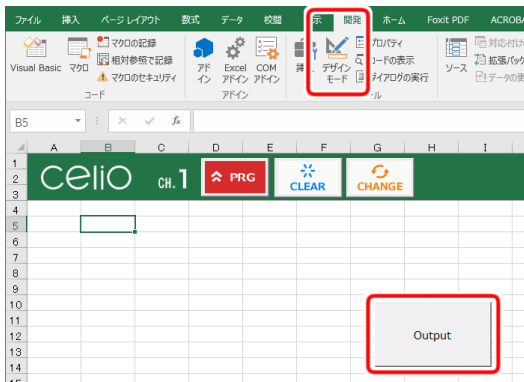 ファイル 挿入 ページ レイアウト 数式 データ 校閲 示 開発 ホーム Foxit PDF ACROBA
マクロの記録
相対参照で記録
マクロのセキュリティ
Visual Basic マクロ
コード
アド
イン
Excel
アドイン
COM
アドイン
アドイン
デザイン
モード
プロパティ
コードの表示
ダイアログの実行
ソース
対応付け
拡張パッ
データの更
B5
fx
A B C D E F G H I
1
2
3
4
5
6
7
8
9
10
11
12
13
14
15
celio CH.1 PRG CLEAR CHANGE
Output